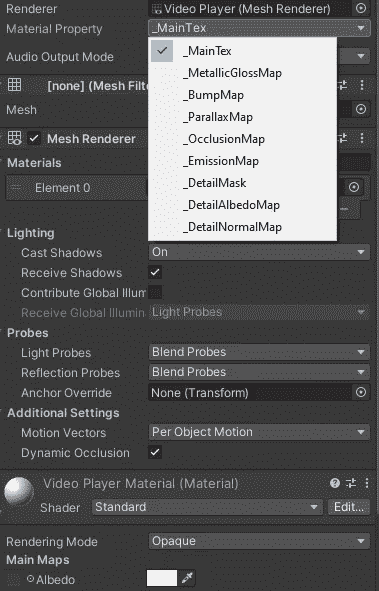 Renderer Video Player (Mesh Renderer)
Material Property _MainTex
_MainTex
Audio Output Mode
_MetallicGlossMap
[none] (Mesh Filte
_BumpMap
_ParallaxMap
Mesh
_OcclusionMap
Mesh Renderer
_EmissionMap
Materials
_DetailMask
Element 0
_DetailAlbedoMap
_DetailNormalMap
Lighting
Cast Shadows On
Receive Shadows
Contribute Global Illum
Receive Global Illumin Light Probes
Probes
Light Probes Blend Probes
Reflection Probes Blend Probes
Anchor Override None (Transform)
Additional Settings
Motion Vectors Per Object Motion
Dynamic Occlusion
Video Player Material (Material)
Shader Standard Edit...
Rendering Mode Opaque
Main Maps
Albedo